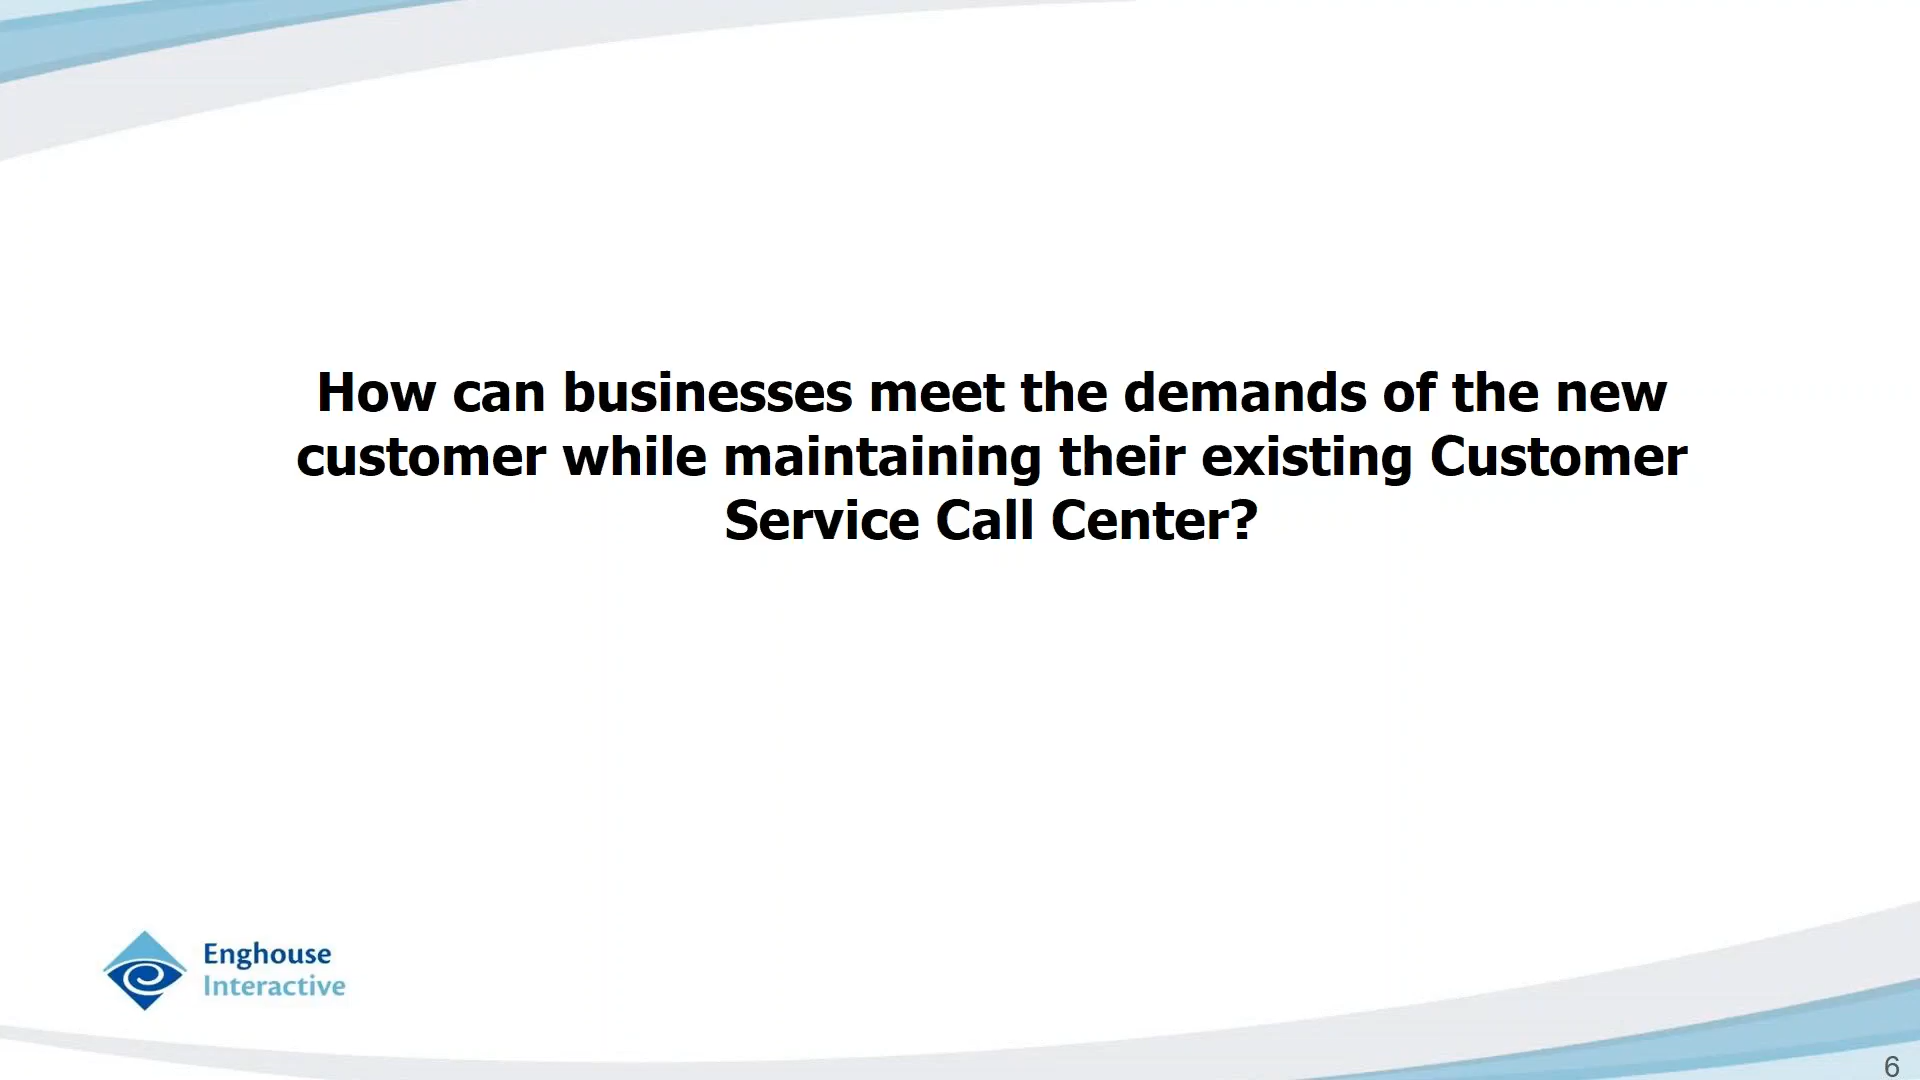 How can businesses meet the demands of the new
customer while maintaining their existing Customer
Service Call Center?
Enghouse
Interactive
6